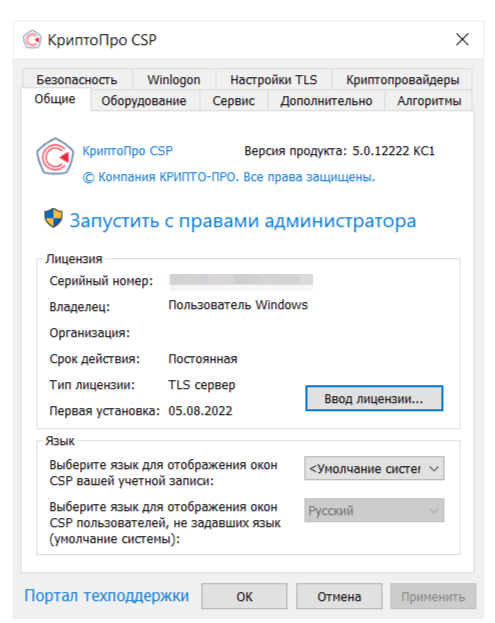 КриптоПро CSP
Безопасность Winlogon Настройки TLS Криптопровайдеры
Общие Оборудование Сервис Дополнительно Алгоритмы
КриптоПро CSP Версия продукта: 5.0.12222 КС1
© Компания КРИПТО-ПРО. Все права защищены.
Запустить с правами администратора
Лицензия
Серийный номер:
Владелец: Пользователь Windows
Организация:
Срок действия: Постоянная
Тип лицензии: TLS сервер
Ввод лицензии...
Первая установка: 05.08.2022
Язык
Выберите язык для отображения окон
CSP вашей учетной записи:
<Умолчание систег
Выберите язык для отображения окон
CSP пользователей, не задавших язык
(умолчание системы):
Русский
Портал техподдержки ОК Отмена Применить